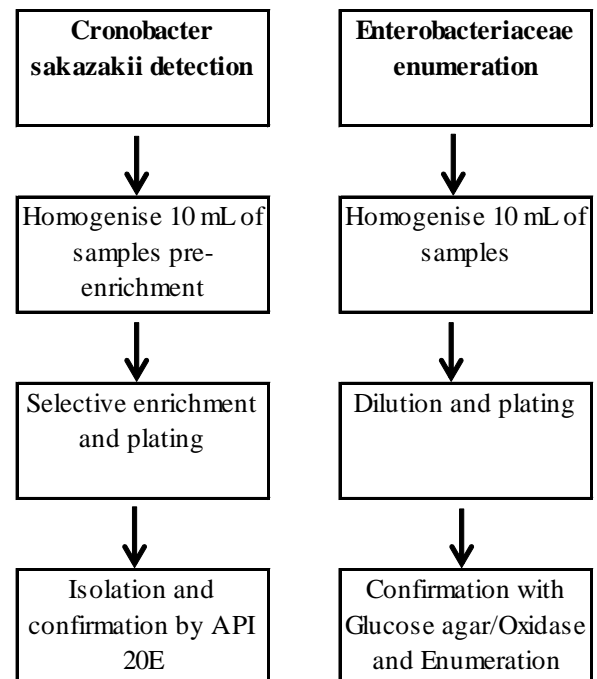 Cronobacter
sakazakii detection
Homogenise 10 mL of
samples pre-
enrichment
Selective enrichment
and plating
Isolation and
confirmation by API
20E
Enterobacteriaceae
enumeration
Homogenise 10 mL of
samples
Dilution and plating
Confirmation with
Glucose agar/Oxidase
and Enumeration